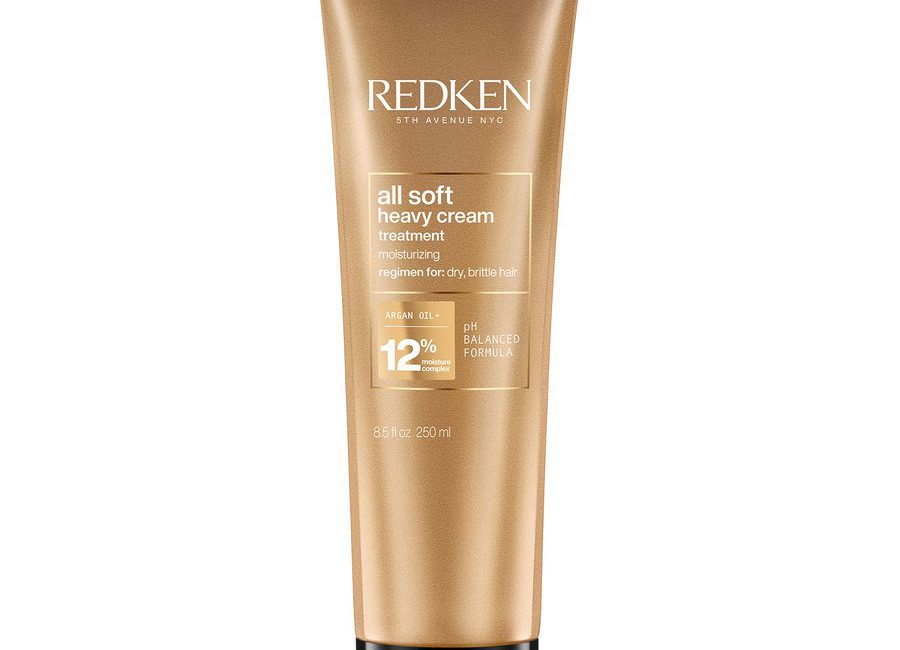 REDKEN
5TH AVENUE NYC
all soft
heavy cream
treatment
moisturizing
regimen for: dry, brittle hair
ARGAN OIL+
12%
moisture
complex
pH
BALANCED
FORMULA
8.5 fl oz 250 ml